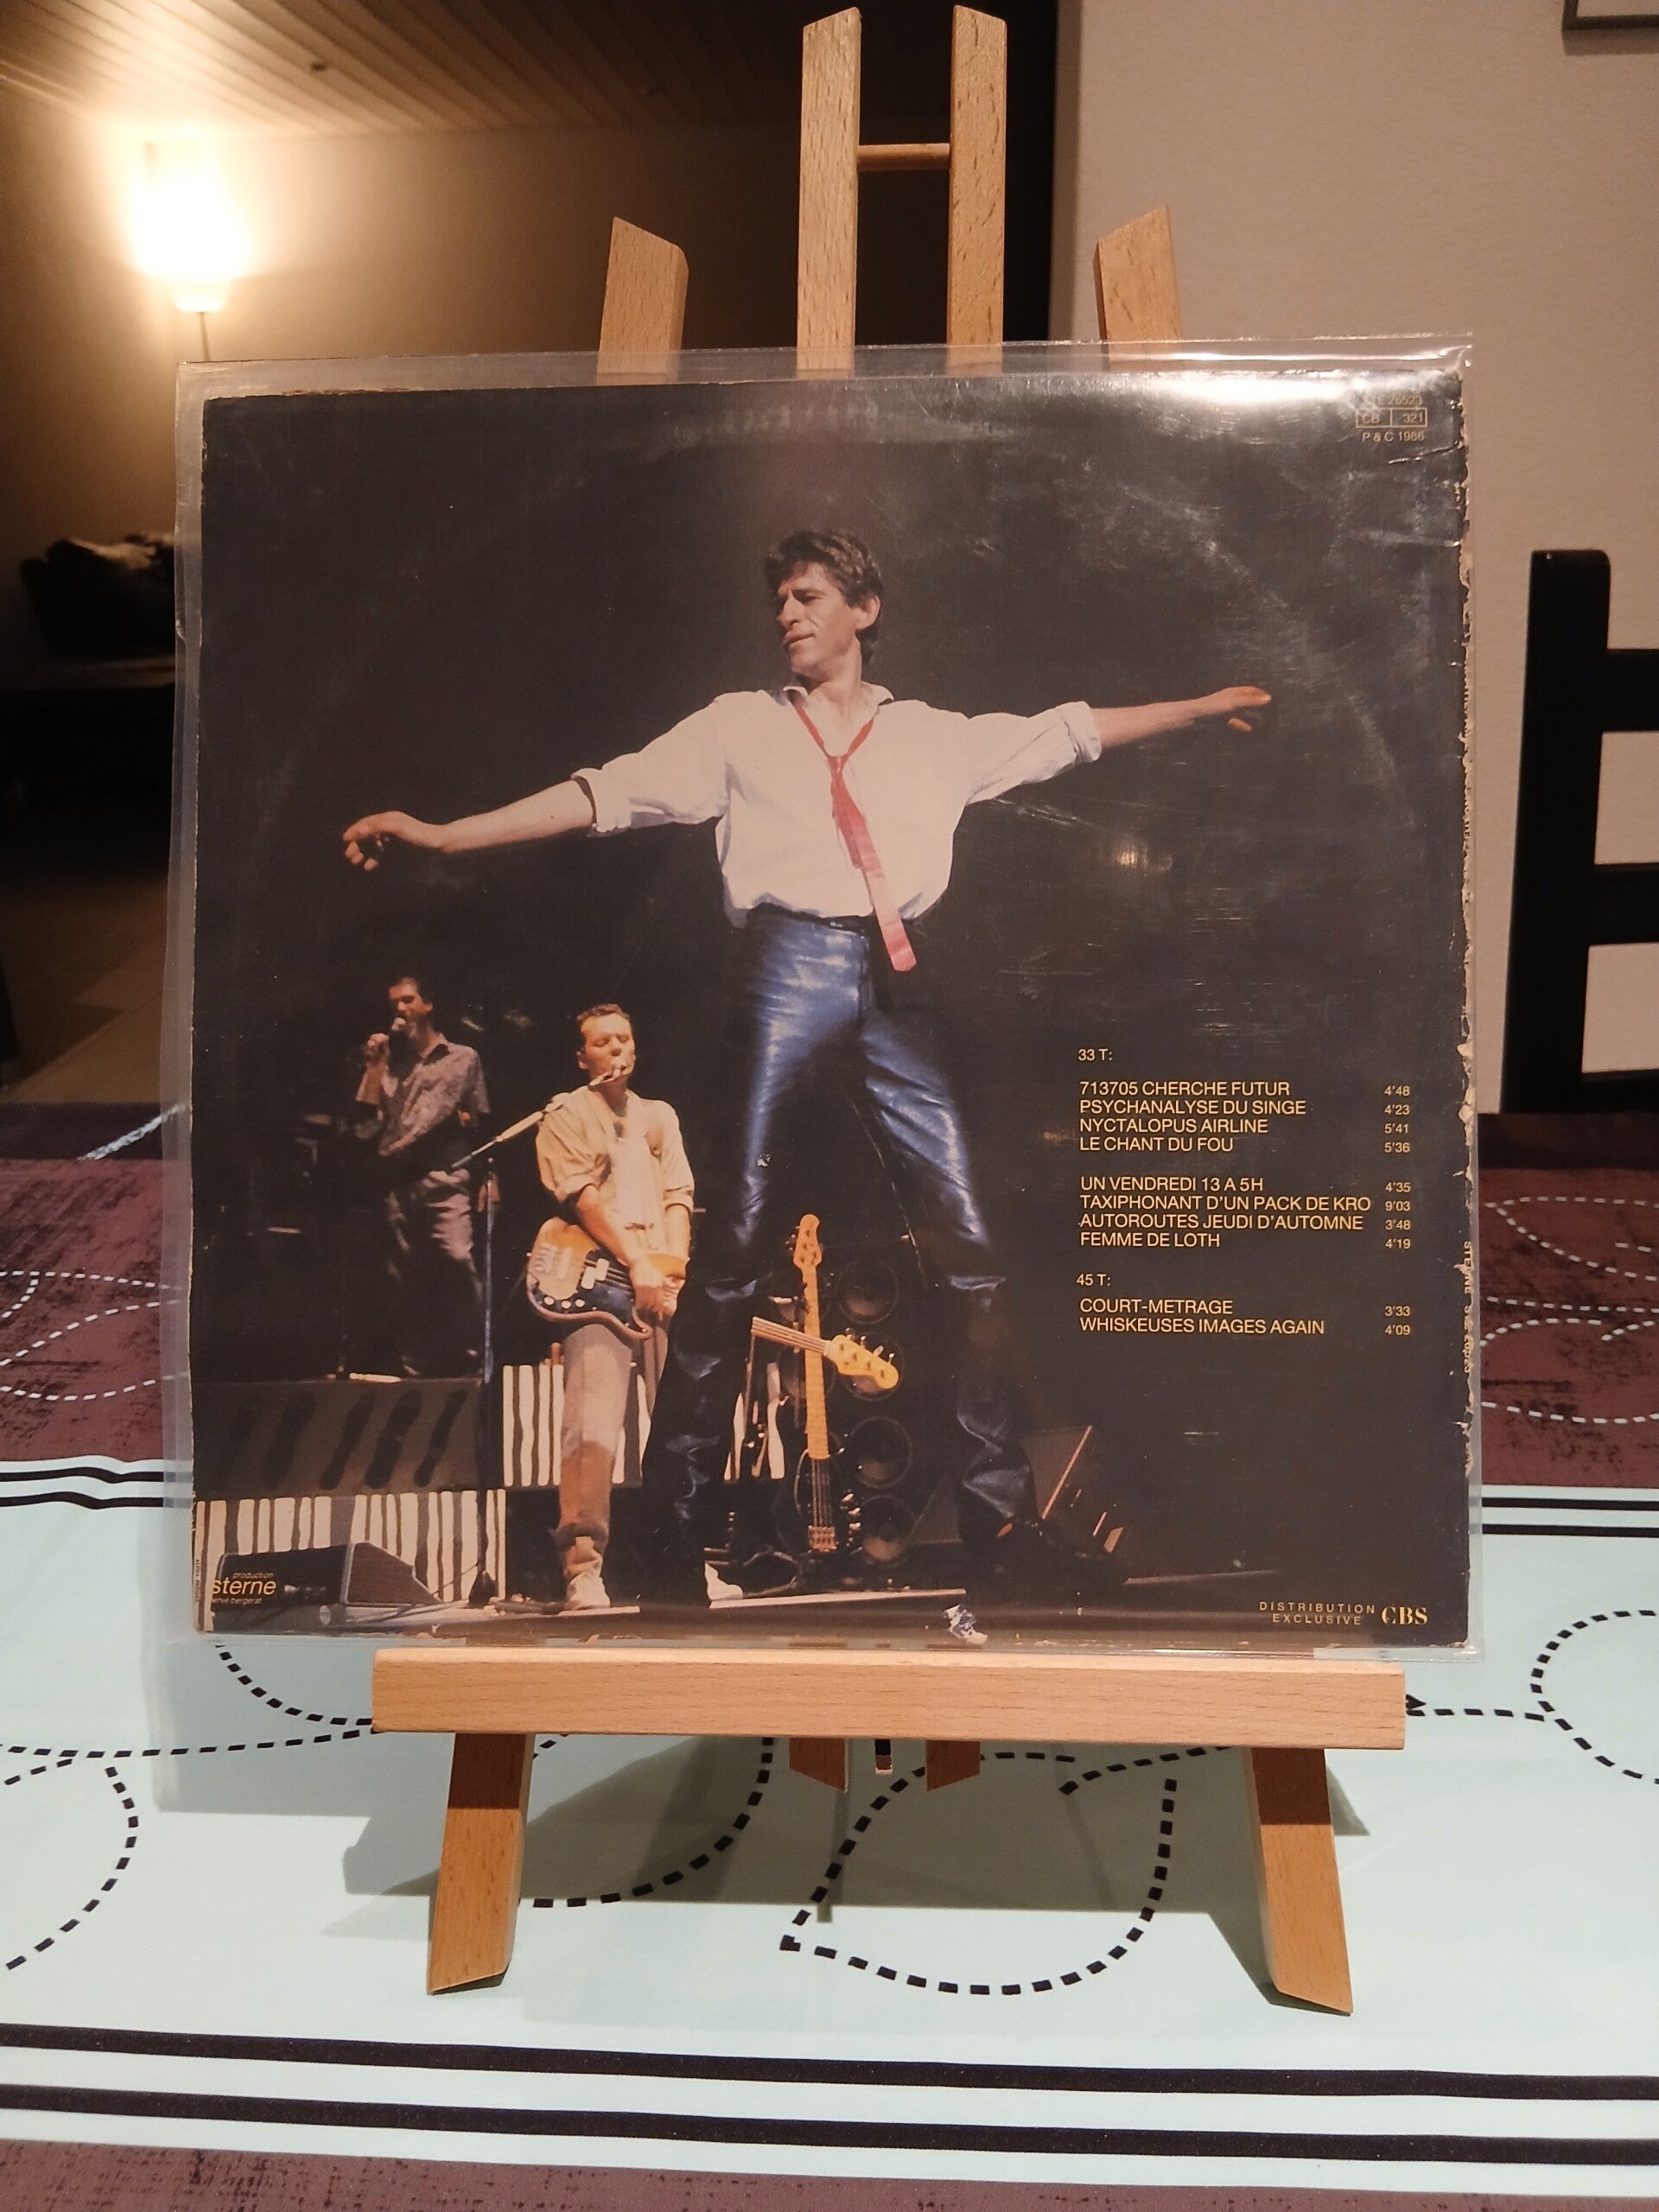 STE 26523
CB 321
P & C 1986
33 T:
713705 CHERCHE FUTUR 4'48
PSYCHANALYSE DU SINGE 4'23
NYCTALOPUS AIRLINE 5'41
LE CHANT DU FOU 5'36
UN VENDREDI 13 A 5H 4'35
TAXIPHONANT D'UN PACK DE KRO 9'03
AUTOROUTES JEUDI D'AUTOMNE 3'48
FEMME DE LOTH 4'19
45 T:
COURT-METRAGE 3'33
WHISKEUSES IMAGES AGAIN 4'09
production
sterne
herve bergerat
DISTRIBUTION
EXCLUSIVE CBS